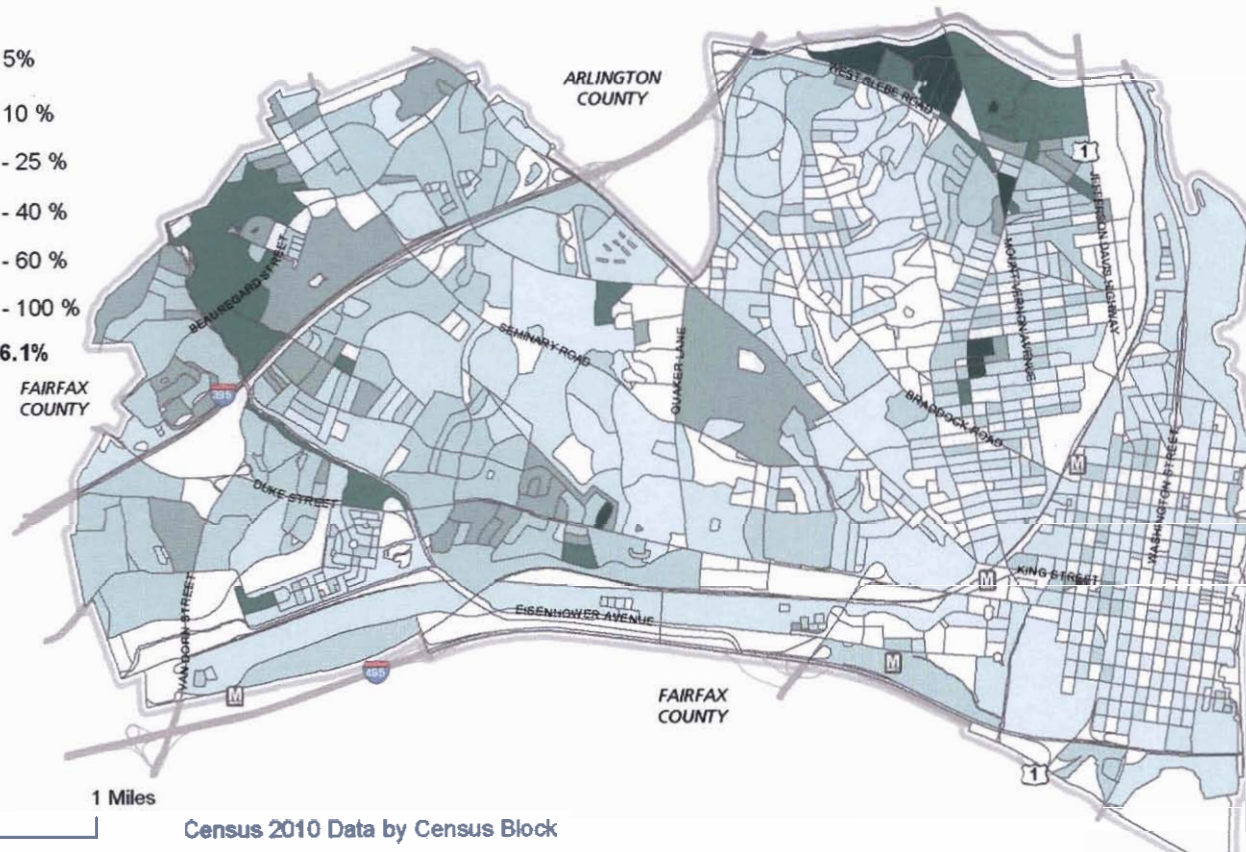 5%
10 %
- 25 %
- 40 %
- 60 %
- 100 %
6.1%
ARLINGTON
COUNTY
WEST GLEBE ROAD
1
JEFFERSON DAVIS HIGHWAY
MOUNT VERNON AVENUE
BEAUREGARD STREET
SEMINARY ROAD
QUAKER LANE
BRADDOCK ROAD
FAIRFAX
COUNTY
395
M
WASHINGTON STREET
DUKE STREET
KING STREET
M
VAN DORN STREET
EISENHOWER AVENUE
M
495
M
FAIRFAX
COUNTY
1
1 Miles
Census 2010 Data by Census Block